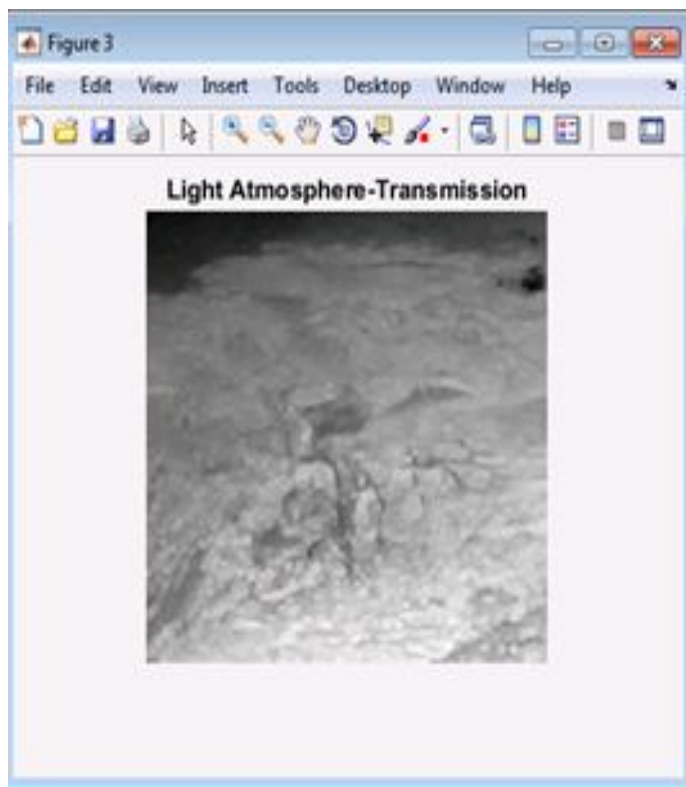 Figure 3
File Edit View Insert Tools Desktop Window Help
Light Atmosphere-Transmission